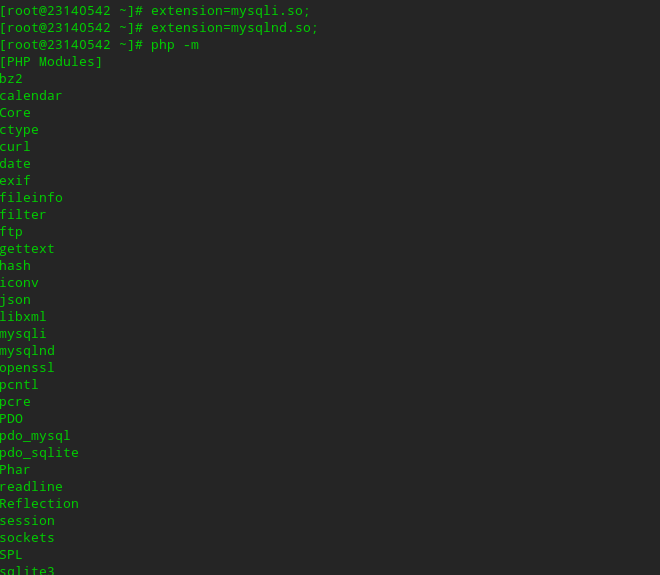 [root@23140542 ~]# extension=mysqli.so;
[root@23140542 ~]# extension=mysqlnd.so;
[root@23140542 ~]# php -m
[PHP Modules]
bz2
calendar
Core
ctype
curl
date
exif
fileinfo
filter
ftp
gettext
hash
iconv
json
libxml
mysqli
mysqlnd
openssl
pcntl
pcre
PDO
pdo_mysql
pdo_sqlite
Phar
readline
Reflection
session
sockets
SPL
sqlite3